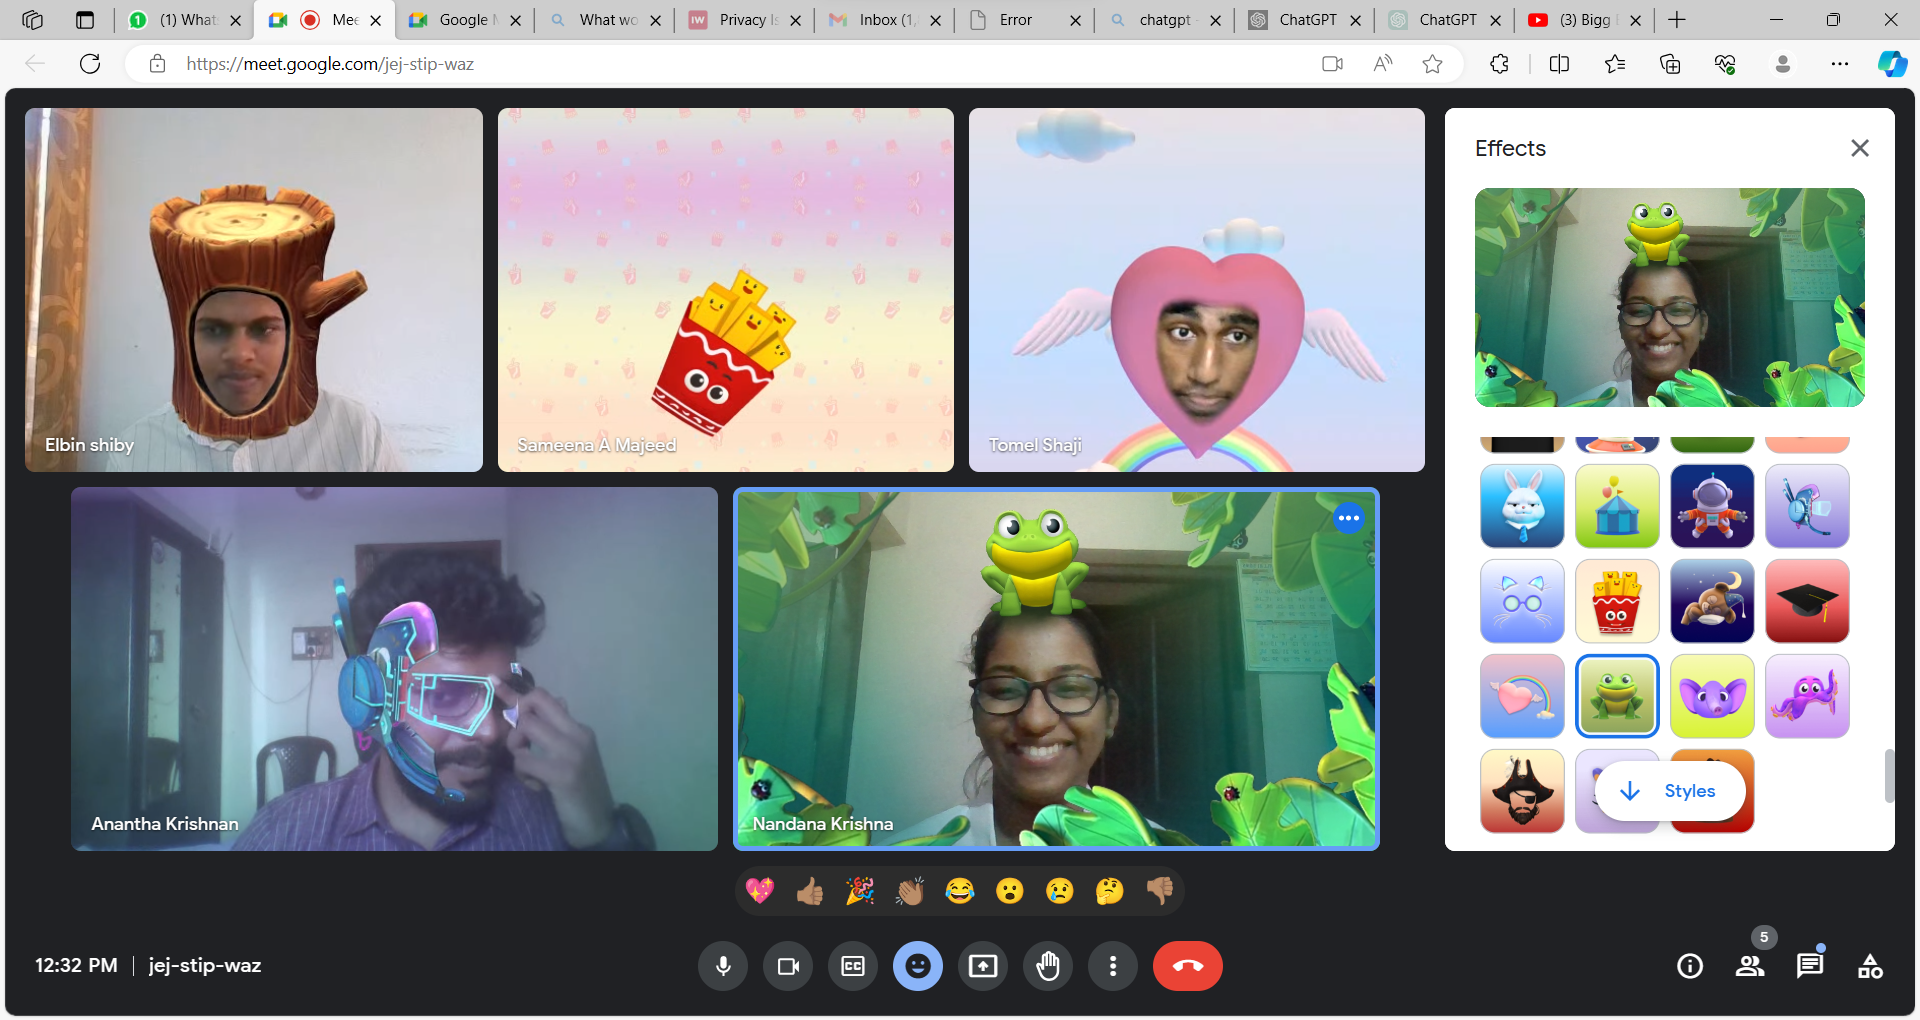 (1) What
Mee
Google M
What wo
Privacy Is
Inbox (1,
Error
chatgpt -
ChatGPT
ChatGPT
(3) Bigg
https://meet.google.com/jej-stip-waz
Elbin shiby
Sameena A Majeed
Tomel Shaji
Effects
Anantha Krishnan
Nandana Krishna
Styles
12:32 PM | jej-stip-waz
CC
5